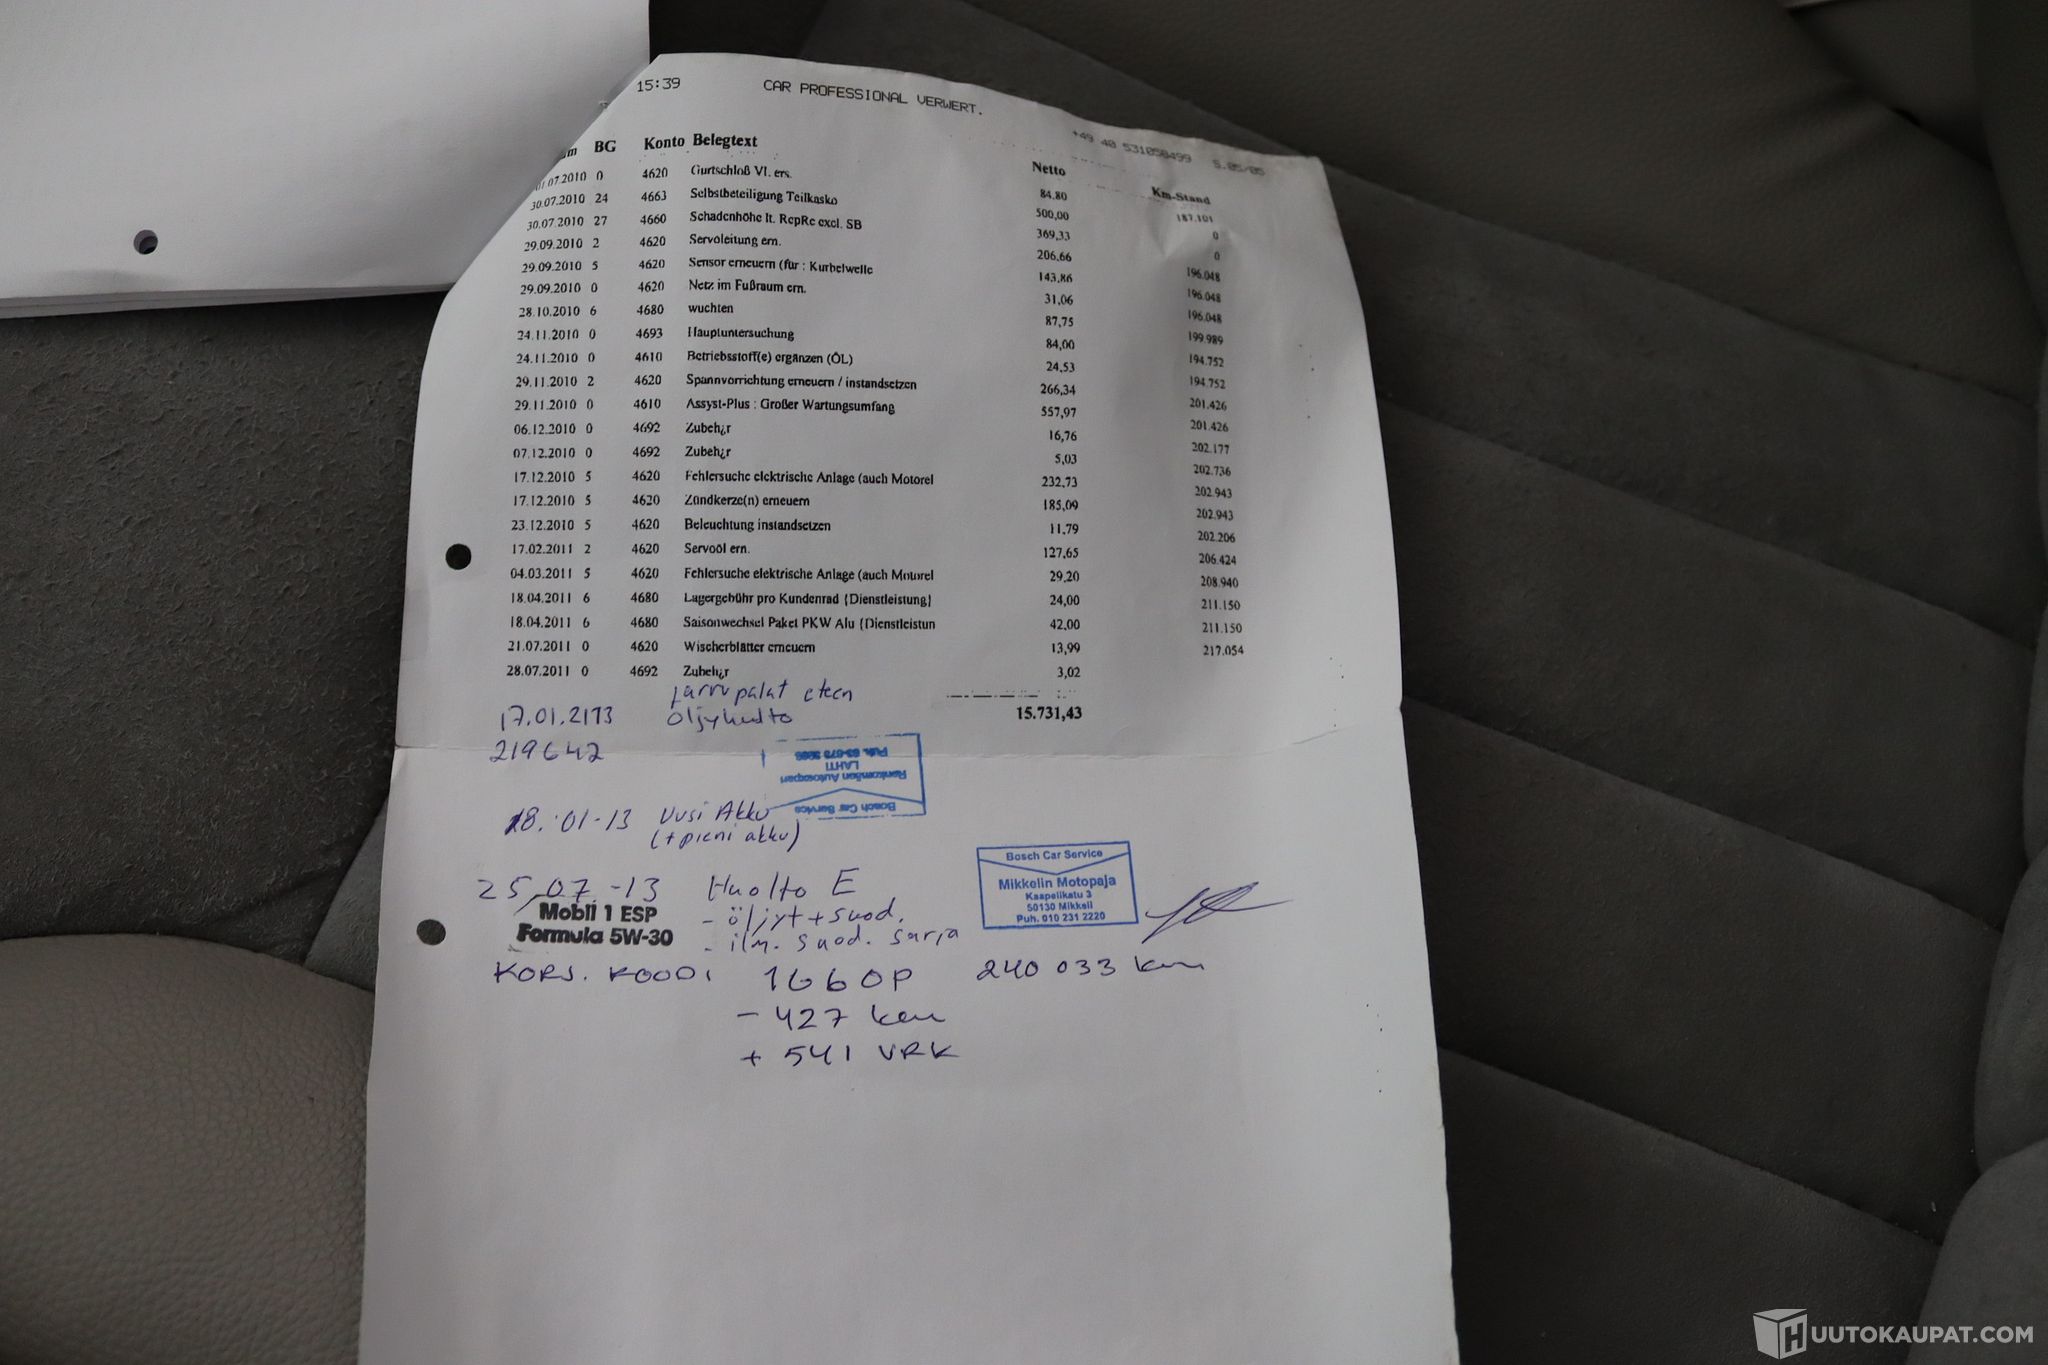 15:39 CAR PROFESSIONAL VERWERT. +49 40 531058499 S.05/05
BG Konto Belegtext Netto Km-Stand
01.07.2010 0 4620 Gurtschloß Vl. ers. 84,80 187.101
30.07.2010 24 4663 Selbstbeteiligung Teilkasko 500,00 0
30.07.2010 27 4660 Schadenhöhe lt. RepRe excl. SB 369,33 0
29.09.2010 2 4620 Servoleitung ern. 206,66 196.048
29.09.2010 5 4620 Sensor erneuern (für : Kurbelwelle 143,86 196.048
29.09.2010 0 4620 Netz im Fußraum ern. 31,06 196.048
28.10.2010 6 4680 wuchten 87,75 199.989
24.11.2010 0 4693 Hauptuntersuchung 84,00 194.752
24.11.2010 0 4610 Betriebsstoff(e) ergänzen (ÖL) 24,53 194.752
29.11.2010 2 4620 Spannvorrichtung erneuern / instandsetzen 266,34 201.426
29.11.2010 0 4610 Assyst-Plus : Großer Wartungsumfang 557,97 201.426
06.12.2010 0 4692 Zubeh¿r 16,76 202.177
07.12.2010 0 4692 Zubeh¿r 5,03 202.736
17.12.2010 5 4620 Fehlersuche elektrische Anlage (auch Motorel 232,73 202.943
17.12.2010 5 4620 Zündkerze(n) erneuern 185,09 202.943
23.12.2010 5 4620 Beleuchtung instandsetzen 11,79 202.206
17.02.2011 2 4620 Servoöl ern. 127,65 206.424
04.03.2011 5 4620 Fehlersuche elektrische Anlage (auch Motorel 29,20 208.940
18.04.2011 6 4680 Lagergebühr pro Kundenrad {Dienstleistung} 24,00 211.150
18.04.2011 6 4680 Saisonwechsel Paket PKW Alu {Dienstleistun 42,00 211.150
21.07.2011 0 4620 Wischerblätter erneuern 13,99 217.054
28.07.2011 0 4692 Zubeh¿r 3,02
15.731,43
jarrupalat eteen
17.01.2113 öljyhuolto
219642
Bosch Car Service
Rantzemöan Autosopari
LAHTI
18.01-13 Uusi Akku
(+pieni akku)
25,07.-13 Huolto E
Mobil 1 ESP
Formula 5W-30
- öljyt + suod.
- ilm. suod. sarja
Bosch Car Service
Mikkelin Motopaja
Kaapelikatu 3
50130 Mikkeli
Puh. 010 231 2220
KORJ. KOODI 1660P 240 033 km
- 427 km
+ 541 VRK
HUUTOKAUPAT.COM